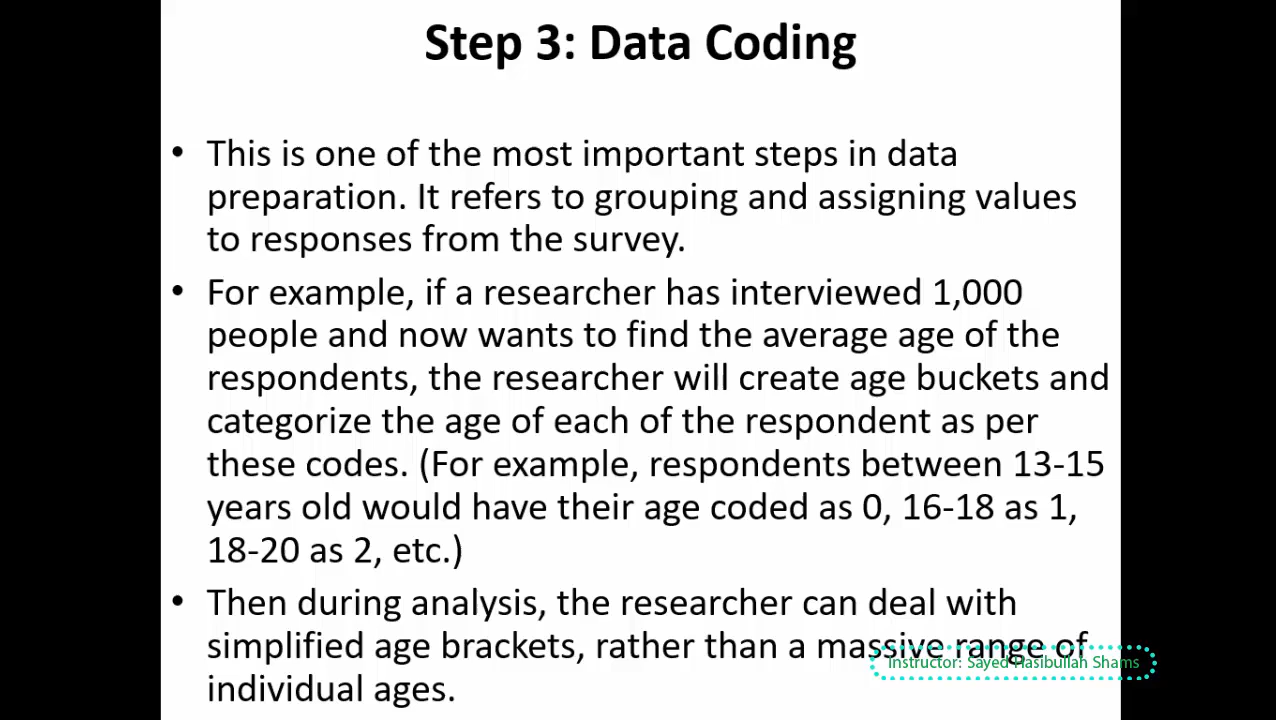 Step 3: Data Coding
• This is one of the most important steps in data
preparation. It refers to grouping and assigning values
to responses from the survey.
• For example, if a researcher has interviewed 1,000
people and now wants to find the average age of the
respondents, the researcher will create age buckets and
categorize the age of each of the respondent as per
these codes. (For example, respondents between 13-15
years old would have their age coded as 0, 16-18 as 1,
18-20 as 2, etc.)
• Then during analysis, the researcher can deal with
simplified age brackets, rather than a massive range of
individual ages.
Instructor: Sayed Hasibullah Shams